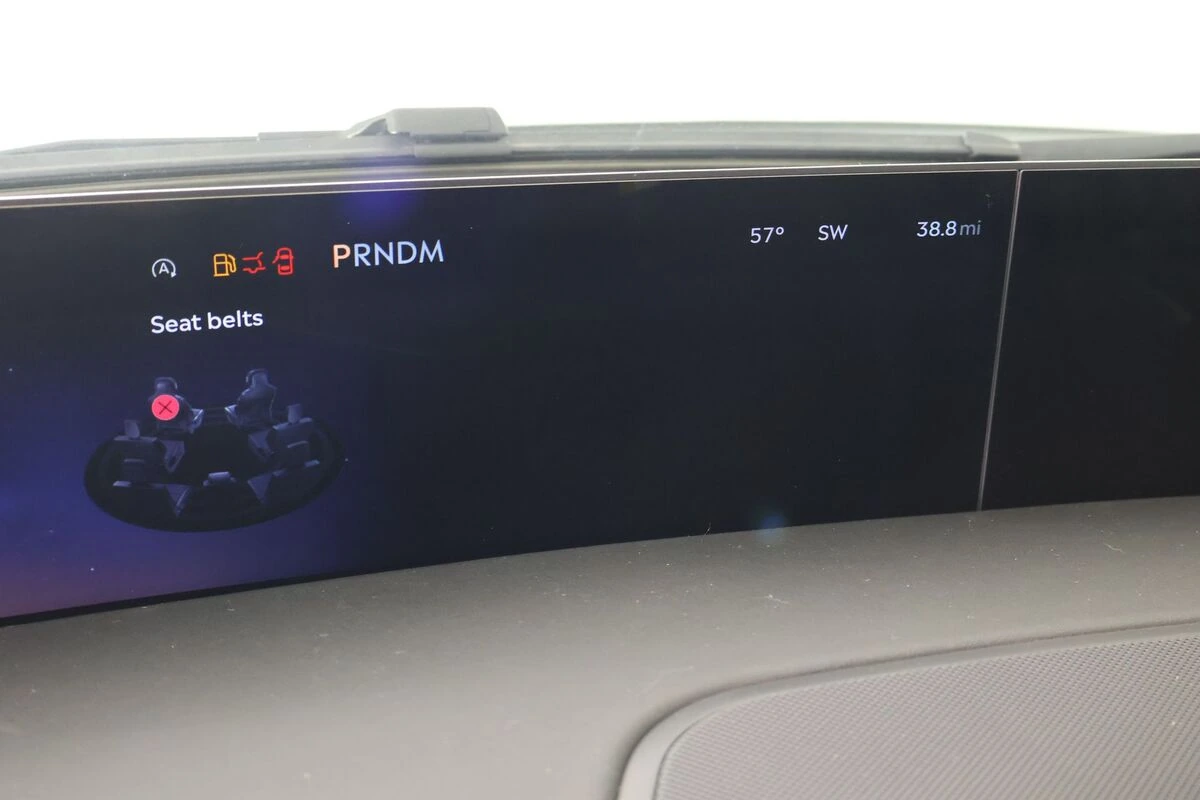 57° SW 38.8 mi
A PRNDM
Seat belts